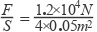 F/S = 1.2×10⁴N/4×0.05m²